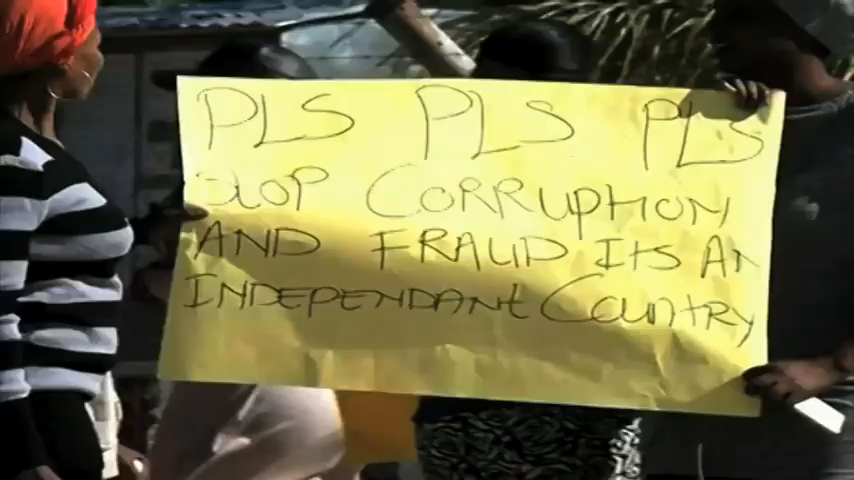 PLS PLS PLS
STOP CORRUPTION
AND FRAUD ITS AN
INDEPENDANt COUNTRY